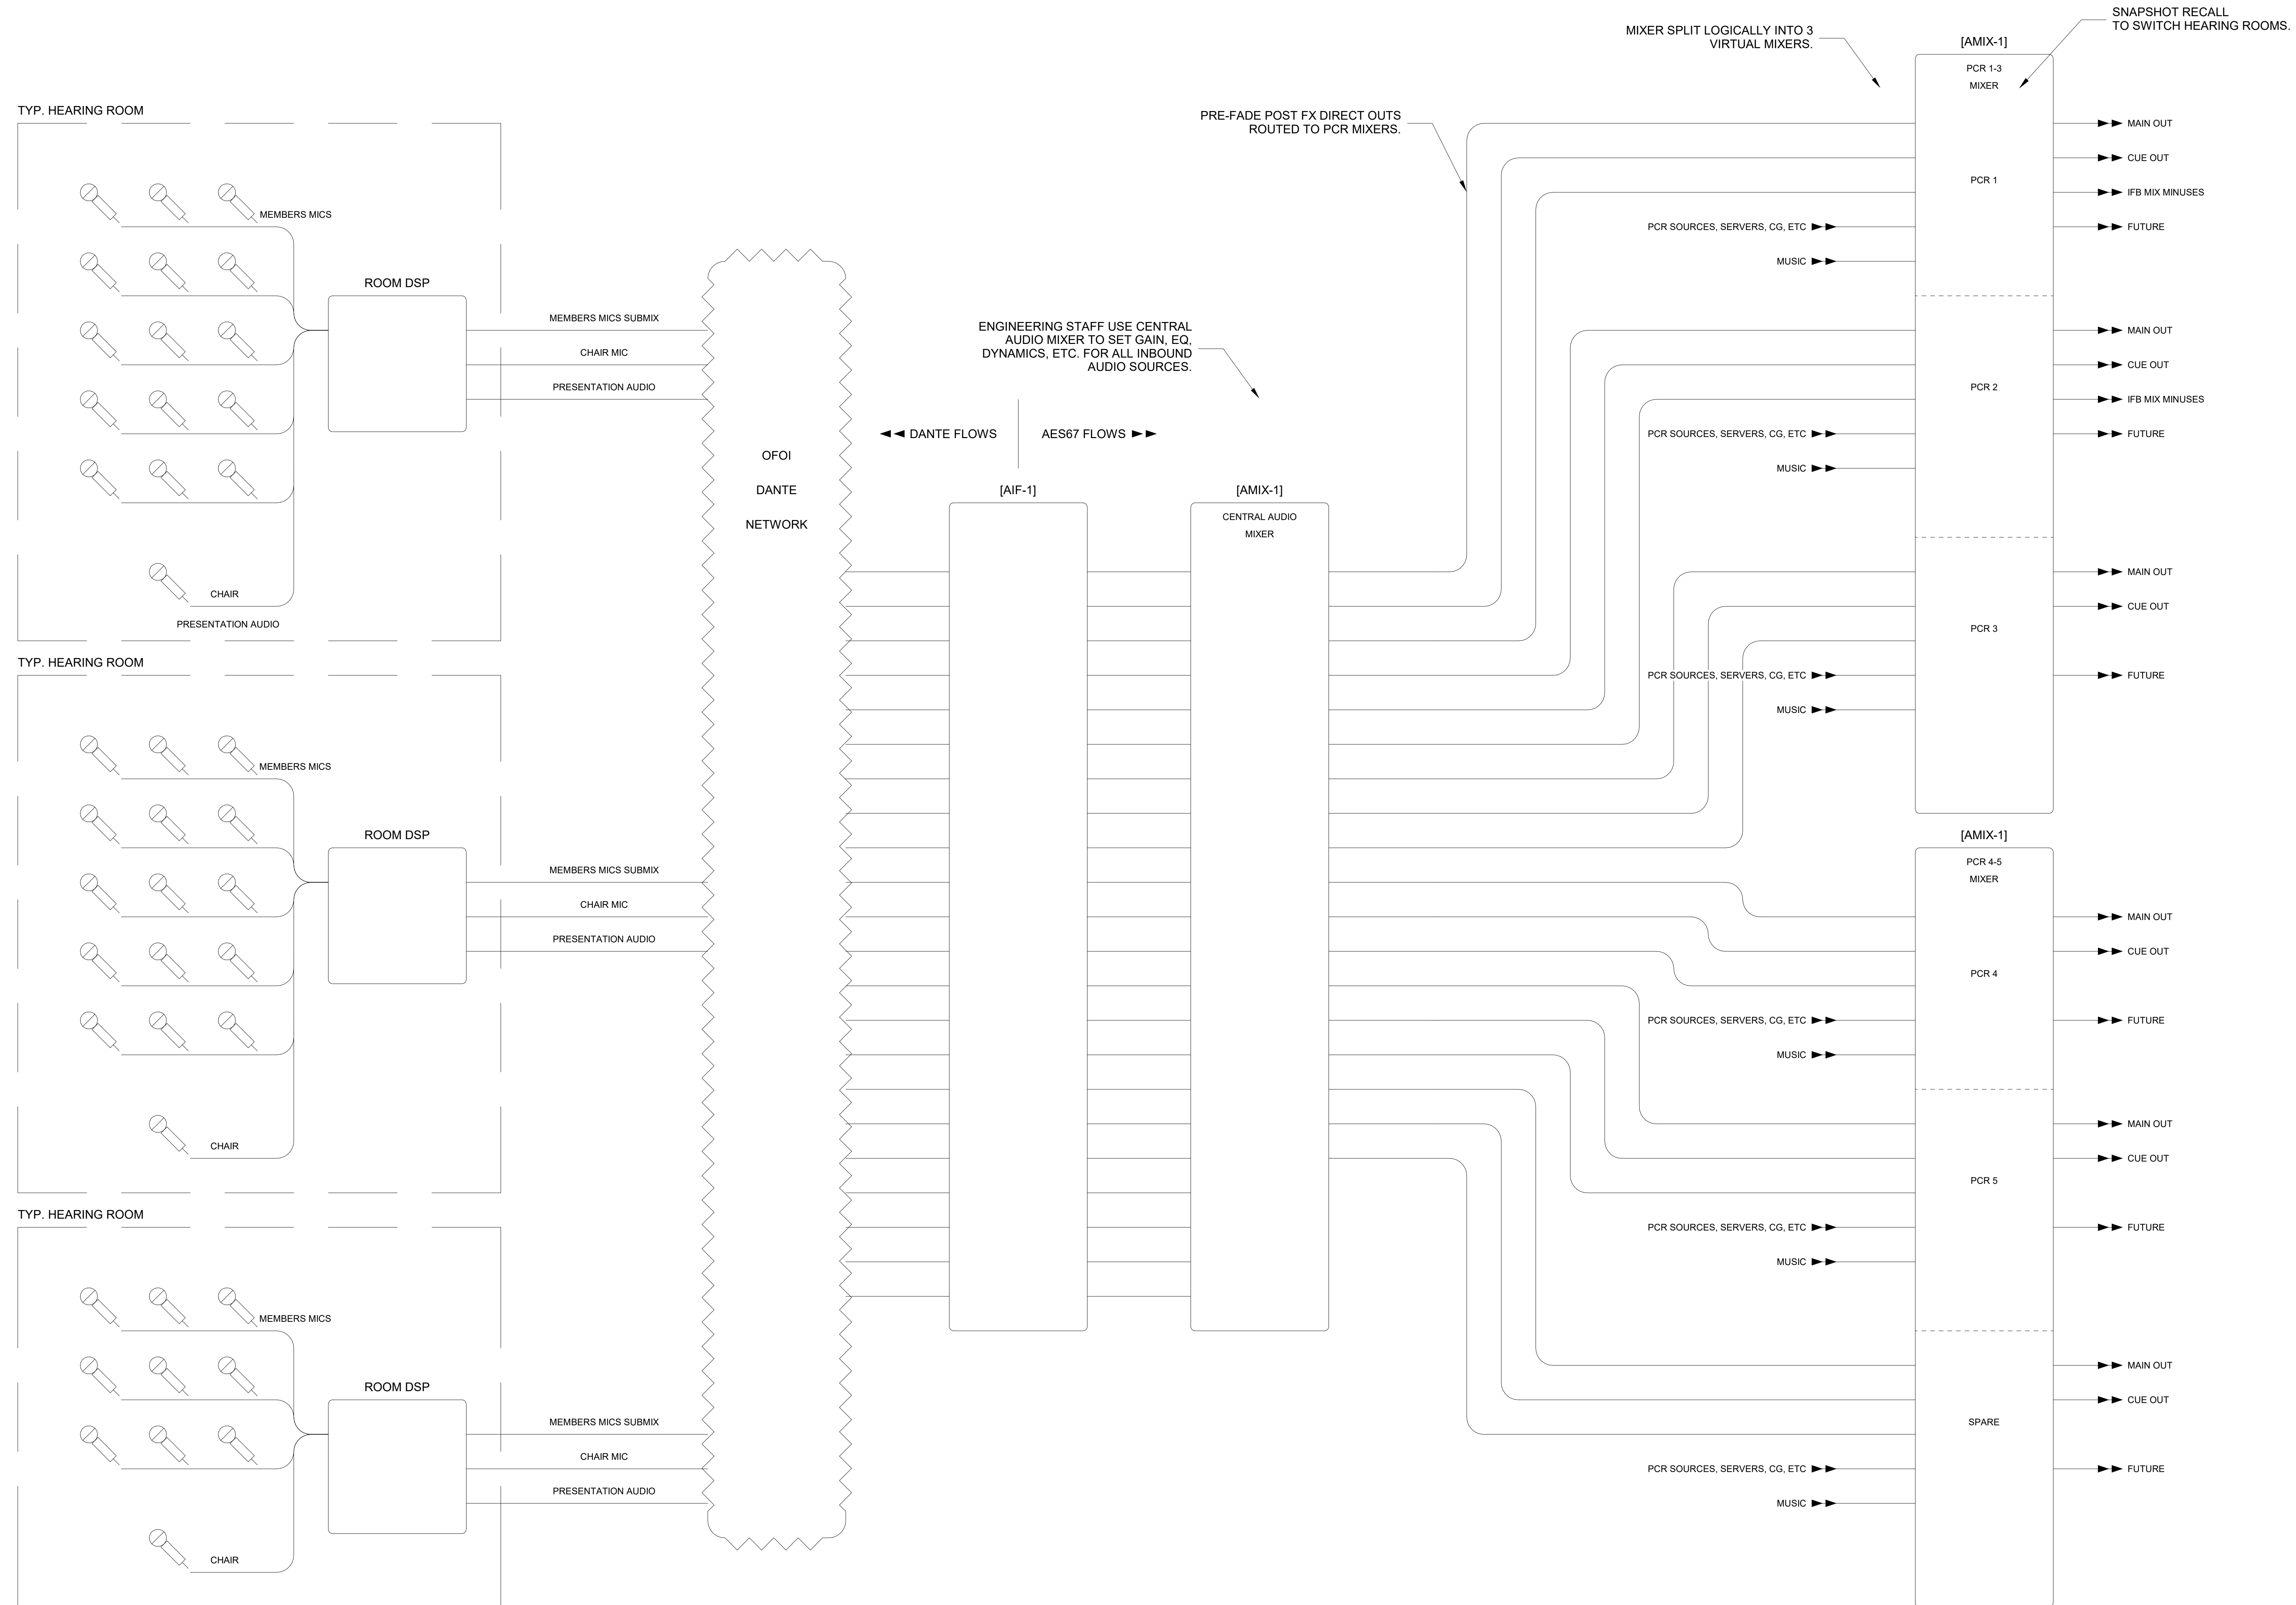 SNAPSHOT RECALL
TO SWITCH HEARING ROOMS.
MIXER SPLIT LOGICALLY INTO 3
VIRTUAL MIXERS.
[AMIX-1]
PCR 1-3
MIXER
TYP. HEARING ROOM
PRE-FADE POST FX DIRECT OUTS
ROUTED TO PCR MIXERS.
MAIN OUT
CUE OUT
PCR 1
IFB MIX MINUSES
MEMBERS MICS
PCR SOURCES, SERVERS, CG, ETC
FUTURE
MUSIC
ROOM DSP
MEMBERS MICS SUBMIX
CHAIR MIC
PRESENTATION AUDIO
ENGINEERING STAFF USE CENTRAL
AUDIO MIXER TO SET GAIN, EQ,
DYNAMICS, ETC. FOR ALL INBOUND
AUDIO SOURCES.
MAIN OUT
CUE OUT
PCR 2
IFB MIX MINUSES
DANTE FLOWS
AES67 FLOWS
PCR SOURCES, SERVERS, CG, ETC
FUTURE
OFOI
DANTE
NETWORK
MUSIC
[AIF-1]
[AMIX-1]
CENTRAL AUDIO
MIXER
MAIN OUT
CHAIR
CUE OUT
PRESENTATION AUDIO
PCR 3
TYP. HEARING ROOM
PCR SOURCES, SERVERS, CG, ETC
FUTURE
MUSIC
MEMBERS MICS
ROOM DSP
[AMIX-1]
PCR 4-5
MIXER
MEMBERS MICS SUBMIX
CHAIR MIC
PRESENTATION AUDIO
MAIN OUT
CUE OUT
PCR 4
PCR SOURCES, SERVERS, CG, ETC
FUTURE
MUSIC
MAIN OUT
CHAIR
CUE OUT
PCR 5
TYP. HEARING ROOM
PCR SOURCES, SERVERS, CG, ETC
FUTURE
MUSIC
MEMBERS MICS
ROOM DSP
MAIN OUT
CUE OUT
MEMBERS MICS SUBMIX
CHAIR MIC
PRESENTATION AUDIO
SPARE
PCR SOURCES, SERVERS, CG, ETC
FUTURE
MUSIC
CHAIR